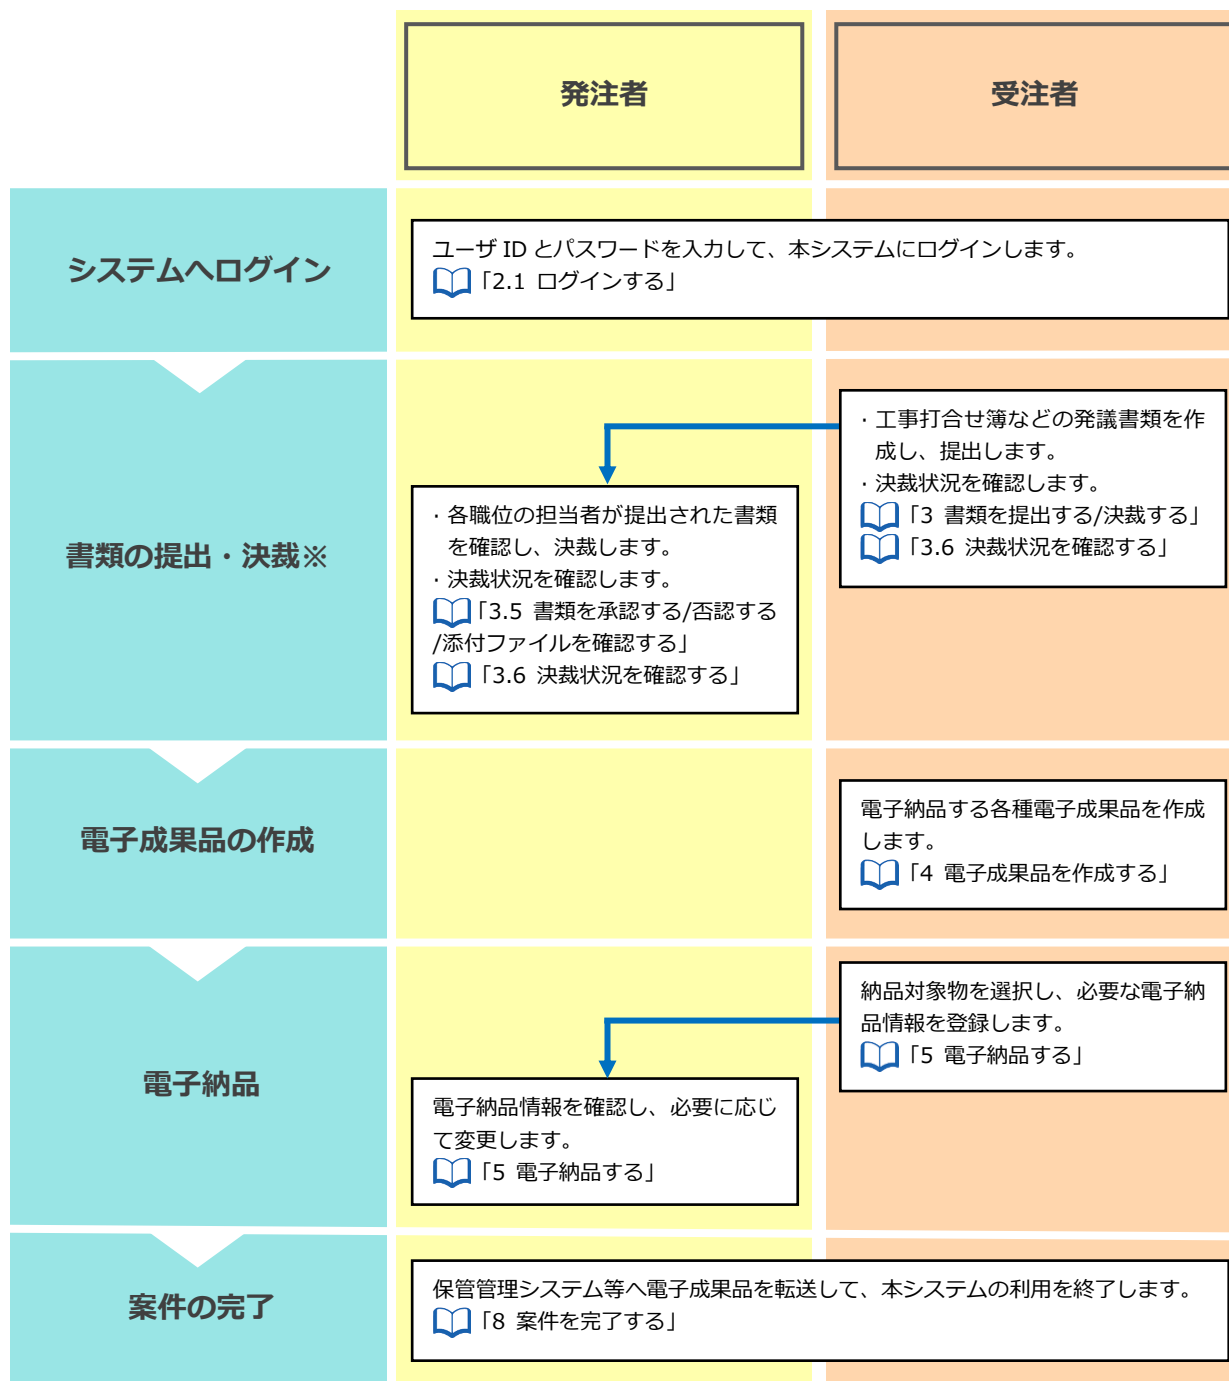 発注者
受注者
システムへログイン
ユーザ ID とパスワードを入力して、本システムにログインします。
「2.1 ログインする」
書類の提出・決裁※
・工事打合せ簿などの発議書類を作
成し、提出します。
・決裁状況を確認します。
「3 書類を提出する/決裁する」
「3.6 決裁状況を確認する」
・各職位の担当者が提出された書類
を確認し、決裁します。
・決裁状況を確認します。
「3.5 書類を承認する/否認する
/添付ファイルを確認する」
「3.6 決裁状況を確認する」
電子成果品の作成
電子納品する各種電子成果品を作成
します。
「4 電子成果品を作成する」
電子納品
納品対象物を選択し、必要な電子納
品情報を登録します。
「5 電子納品する」
電子納品情報を確認し、必要に応じ
て変更します。
「5 電子納品する」
案件の完了
保管管理システム等へ電子成果品を転送して、本システムの利用を終了します。
「8 案件を完了する」